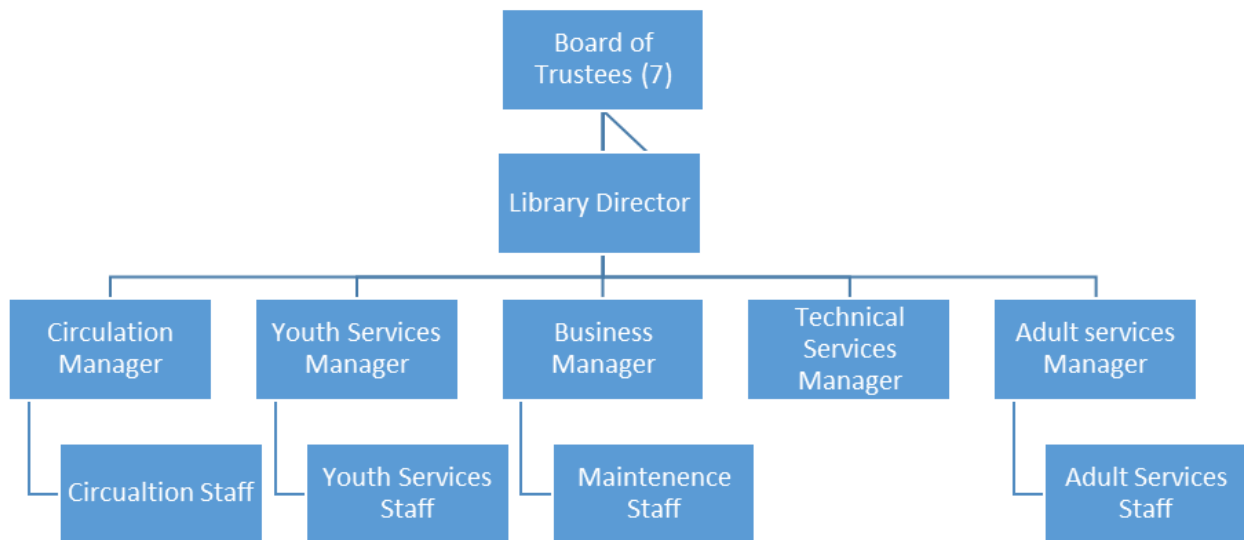 Board of
Trustees (7)
Library Director
Circulation
Manager
Youth Services
Manager
Business
Manager
Technical
Services
Manager
Adult services
Manager
Circualtion Staff
Youth Services
Staff
Maintenence
Staff
Adult Services
Staff